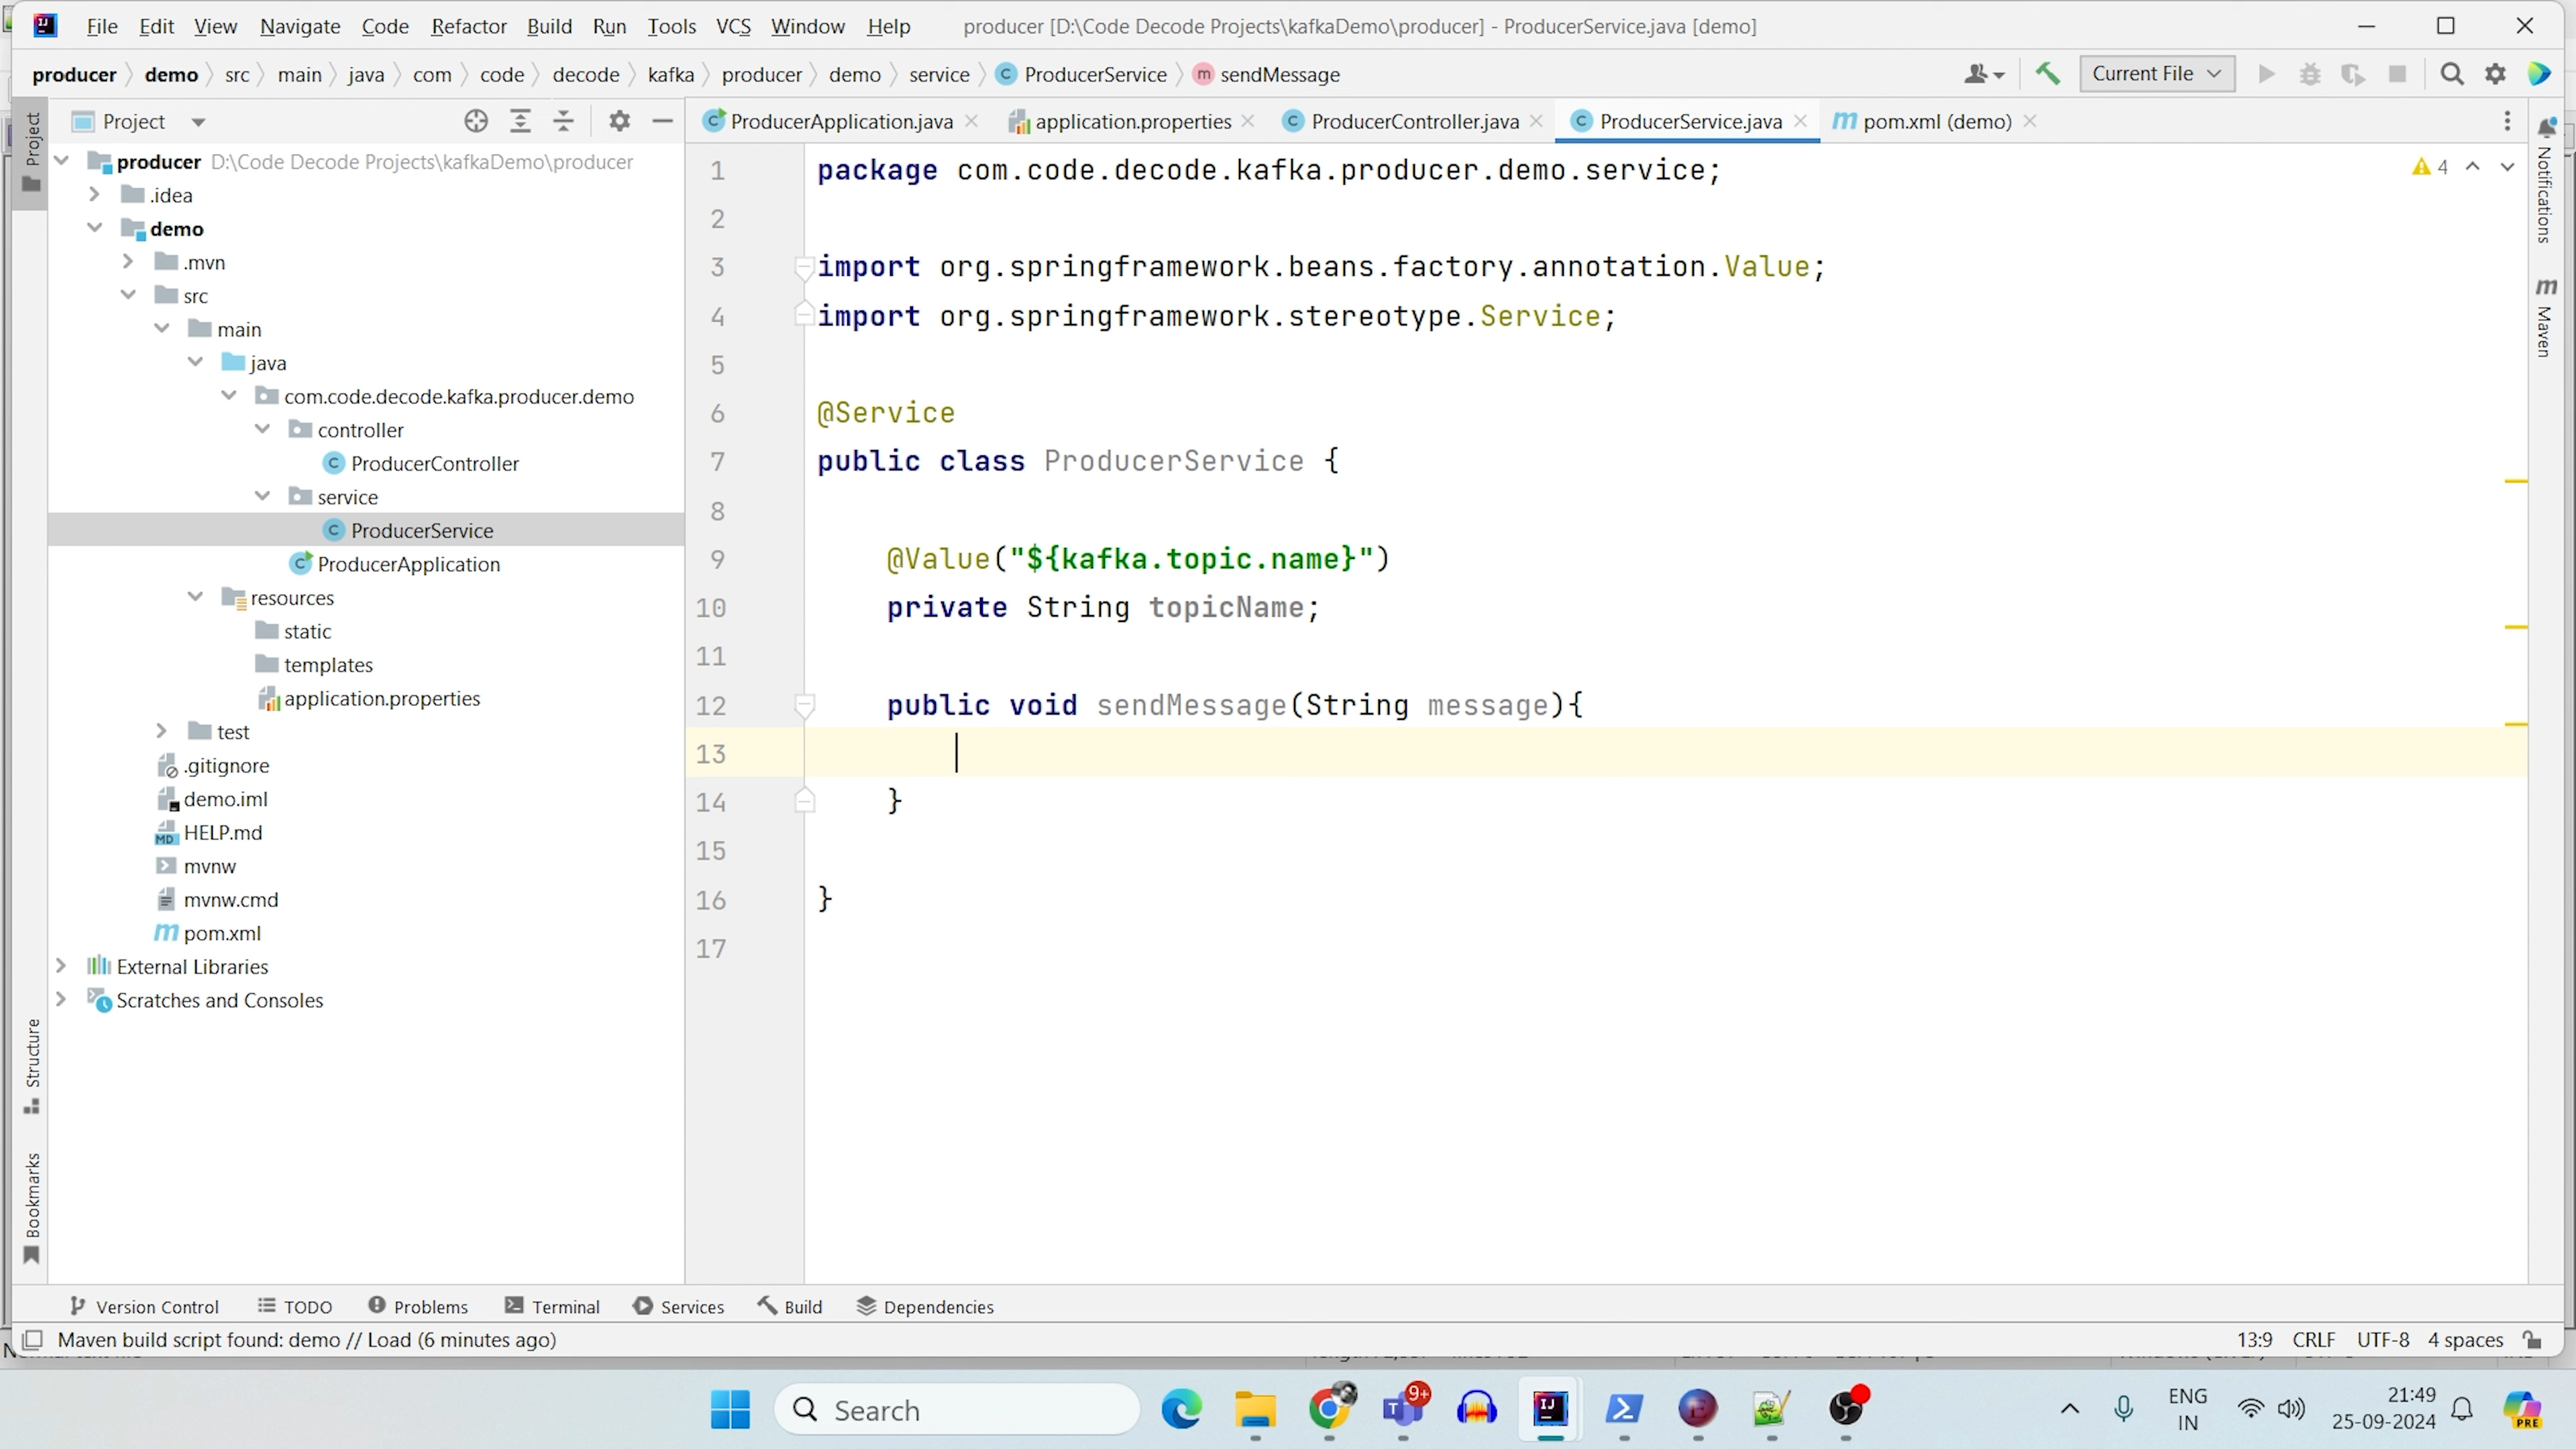 File Edit View Navigate Code Refactor Build Run Tools VCS Window Help producer [D:\Code Decode Projects\kafkaDemo\producer] - ProducerService.java [demo]
producer demo src main java com code decode kafka producer demo service ProducerService sendMessage Current File
Project
Project
ProducerApplication.java application.properties ProducerController.java ProducerService.java pom.xml (demo)
producer D:\Code Decode Projects\kafkaDemo\producer
.idea
demo
.mvn
src
main
java
com.code.decode.kafka.producer.demo
controller
ProducerController
service
ProducerService
ProducerApplication
resources
static
templates
application.properties
test
.gitignore
demo.iml
HELP.md
mvnw
mvnw.cmd
pom.xml
External Libraries
Scratches and Consoles
Structure
Bookmarks
1 package com.code.decode.kafka.producer.demo.service;
2
3 import org.springframework.beans.factory.annotation.Value;
4 import org.springframework.stereotype.Service;
5
6 @Service
7 public class ProducerService {
8
9 @Value("${kafka.topic.name}")
10 private String topicName;
11
12 public void sendMessage(String message){
13
14 }
15
16 }
17
4
Notifications
Maven
Version Control TODO Problems Terminal Services Build Dependencies
Maven build script found: demo // Load (6 minutes ago) 13:9 CRLF UTF-8 4 spaces
Search
9+
ENG
IN
21:49
25-09-2024
PRE